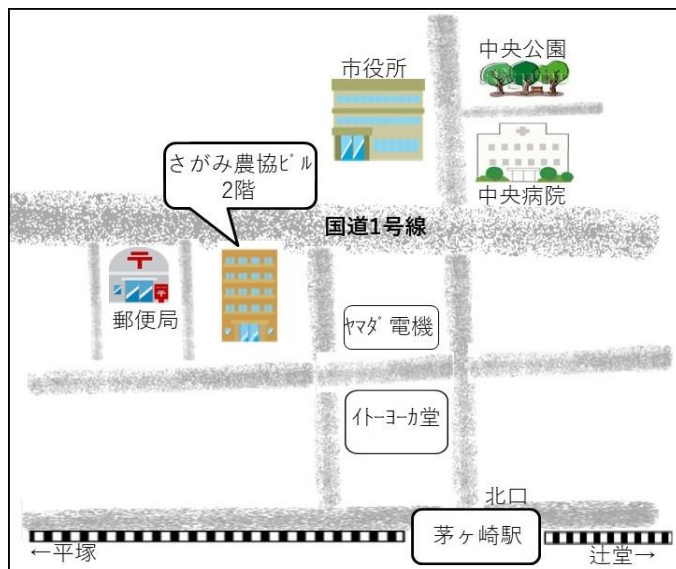 中央公園
市役所
さがみ農協ﾋﾞﾙ
2階
中央病院
国道1号線
郵便局
ﾔﾏﾀﾞ電機
ｲﾄｰﾖｰｶ堂
北口
茅ヶ崎駅
←平塚
辻堂→